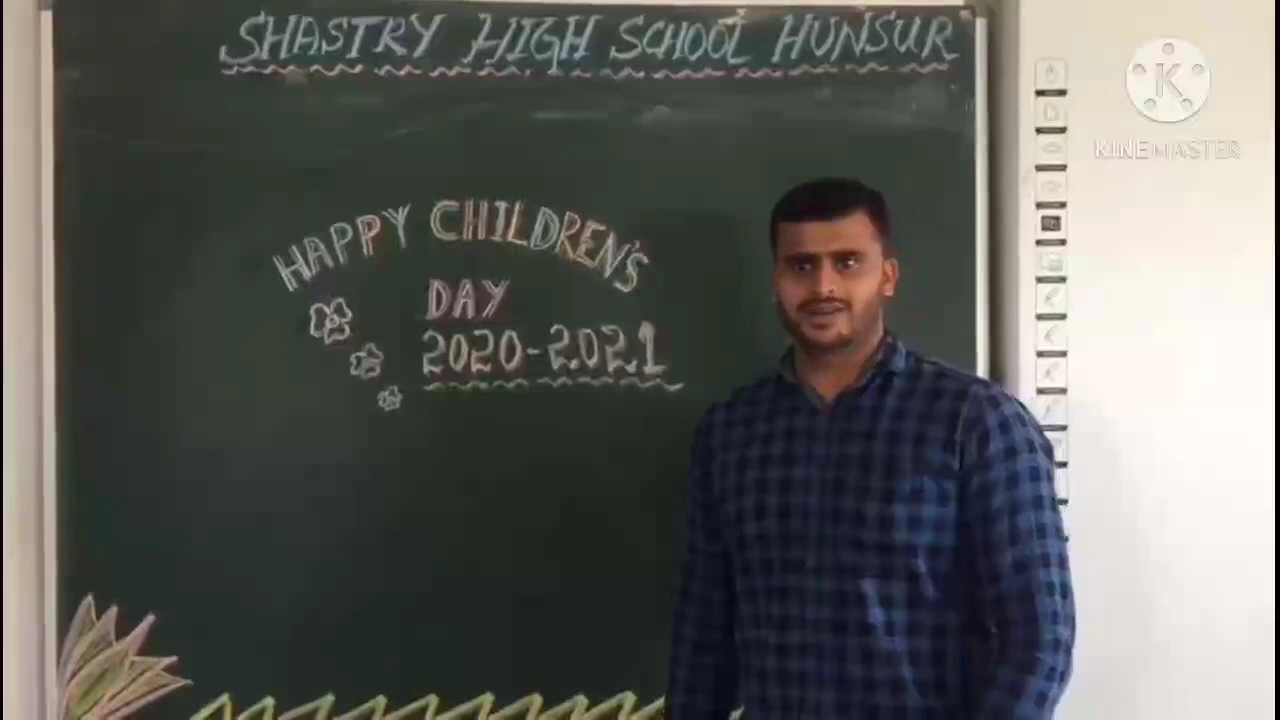 SHASTRY HIGH SCHOOL HUNSUR
K
KINEMASTER
HAPPY CHILDREN'S
DAY
2020-2021